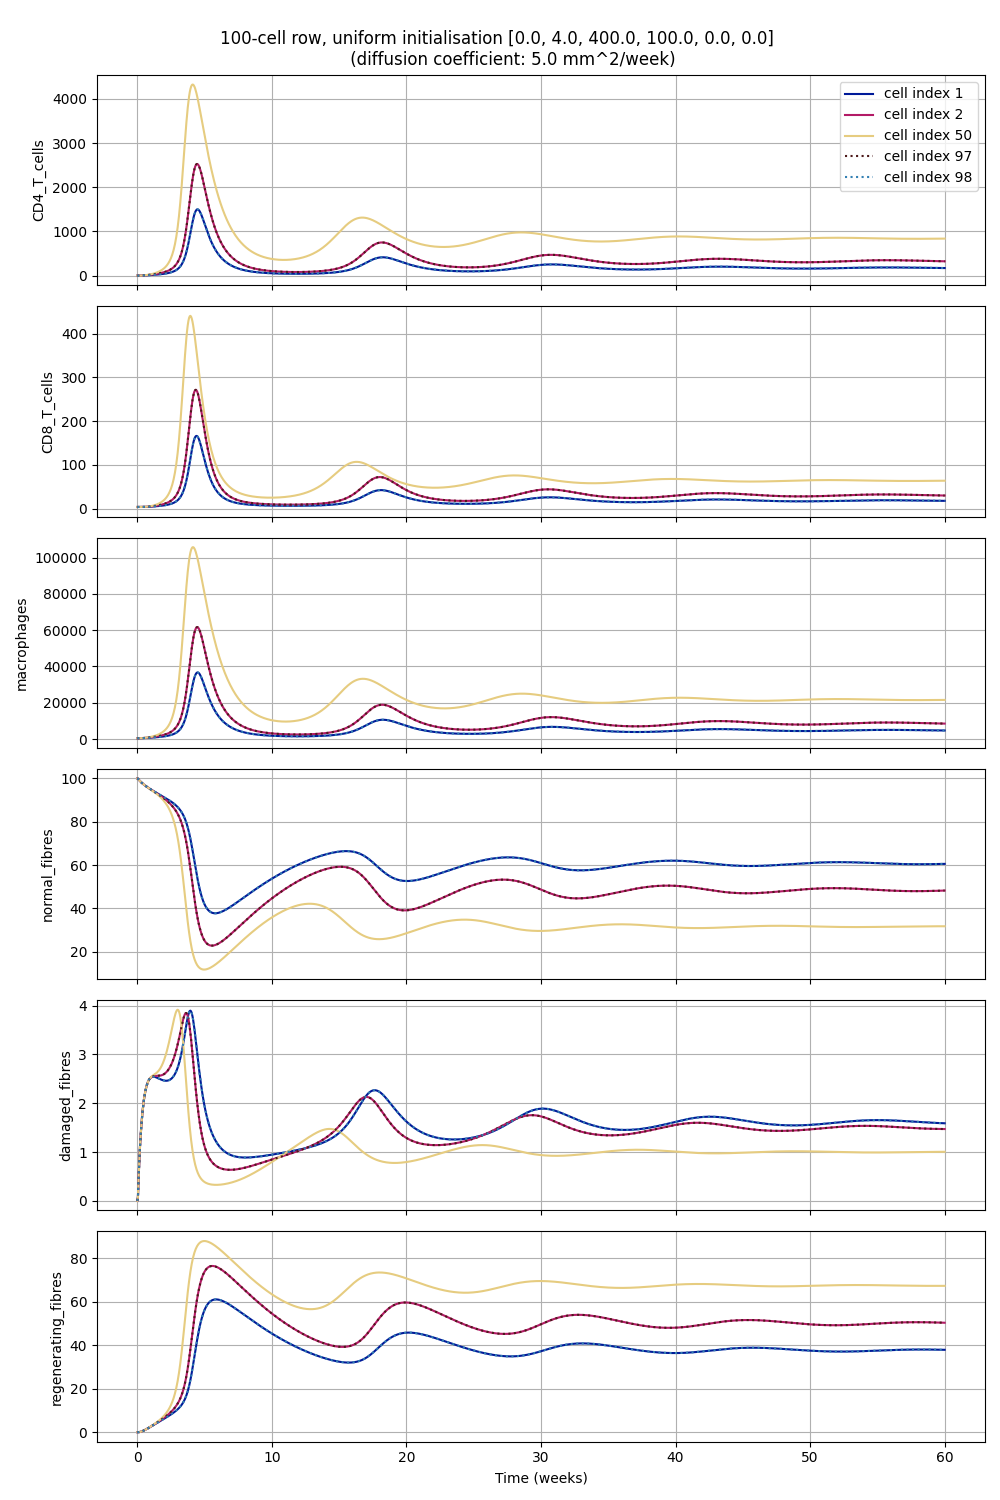 100-cell row, uniform initialisation [0.0, 4.0, 400.0, 100.0, 0.0, 0.0]
(diffusion coefficient: 5.0 mm^2/week)
cell index 1
cell index 2
cell index 50
cell index 97
cell index 98
CD4_T_cells
4000
3000
2000
1000
0
CD8_T_cells
400
300
200
100
0
macrophages
100000
80000
60000
40000
20000
0
normal_fibres
100
80
60
40
20
damaged_fibres
4
3
2
1
0
regenerating_fibres
80
60
40
20
0
0 10 20 30 40 50 60
Time (weeks)